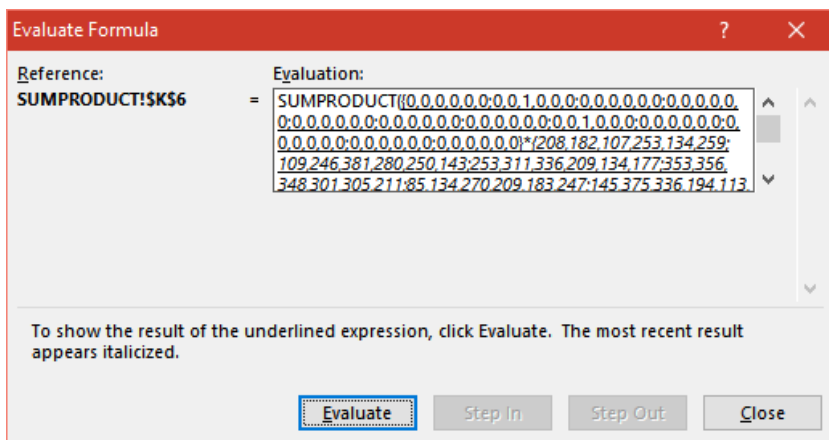 Evaluate Formula ? ×
Reference: Evaluation:
SUMPRODUCT!$K$6 = SUMPRODUCT({0,0,0,0,0,0;0,0,1,0,0,0;0,0,0,0,0,0;0,0,0,0,0,
0;0,0,0,0,0,0;0,0,0,0,0,0;0,0,0,0,0,0;0,0,1,0,0,0;0,0,0,0,0,0;0,
0,0,0,0,0;0,0,0,0,0,0;0,0,0,0,0,0}*{208,182,107,253,134,259;
109,246,381,280,250,143;253,311,336,209,134,177;353,356,
348,301,305,211;85,134,270,209,183,247;145,375,336,194,113,
To show the result of the underlined expression, click Evaluate. The most recent result
appears italicized.
Evaluate Step In Step Out Close